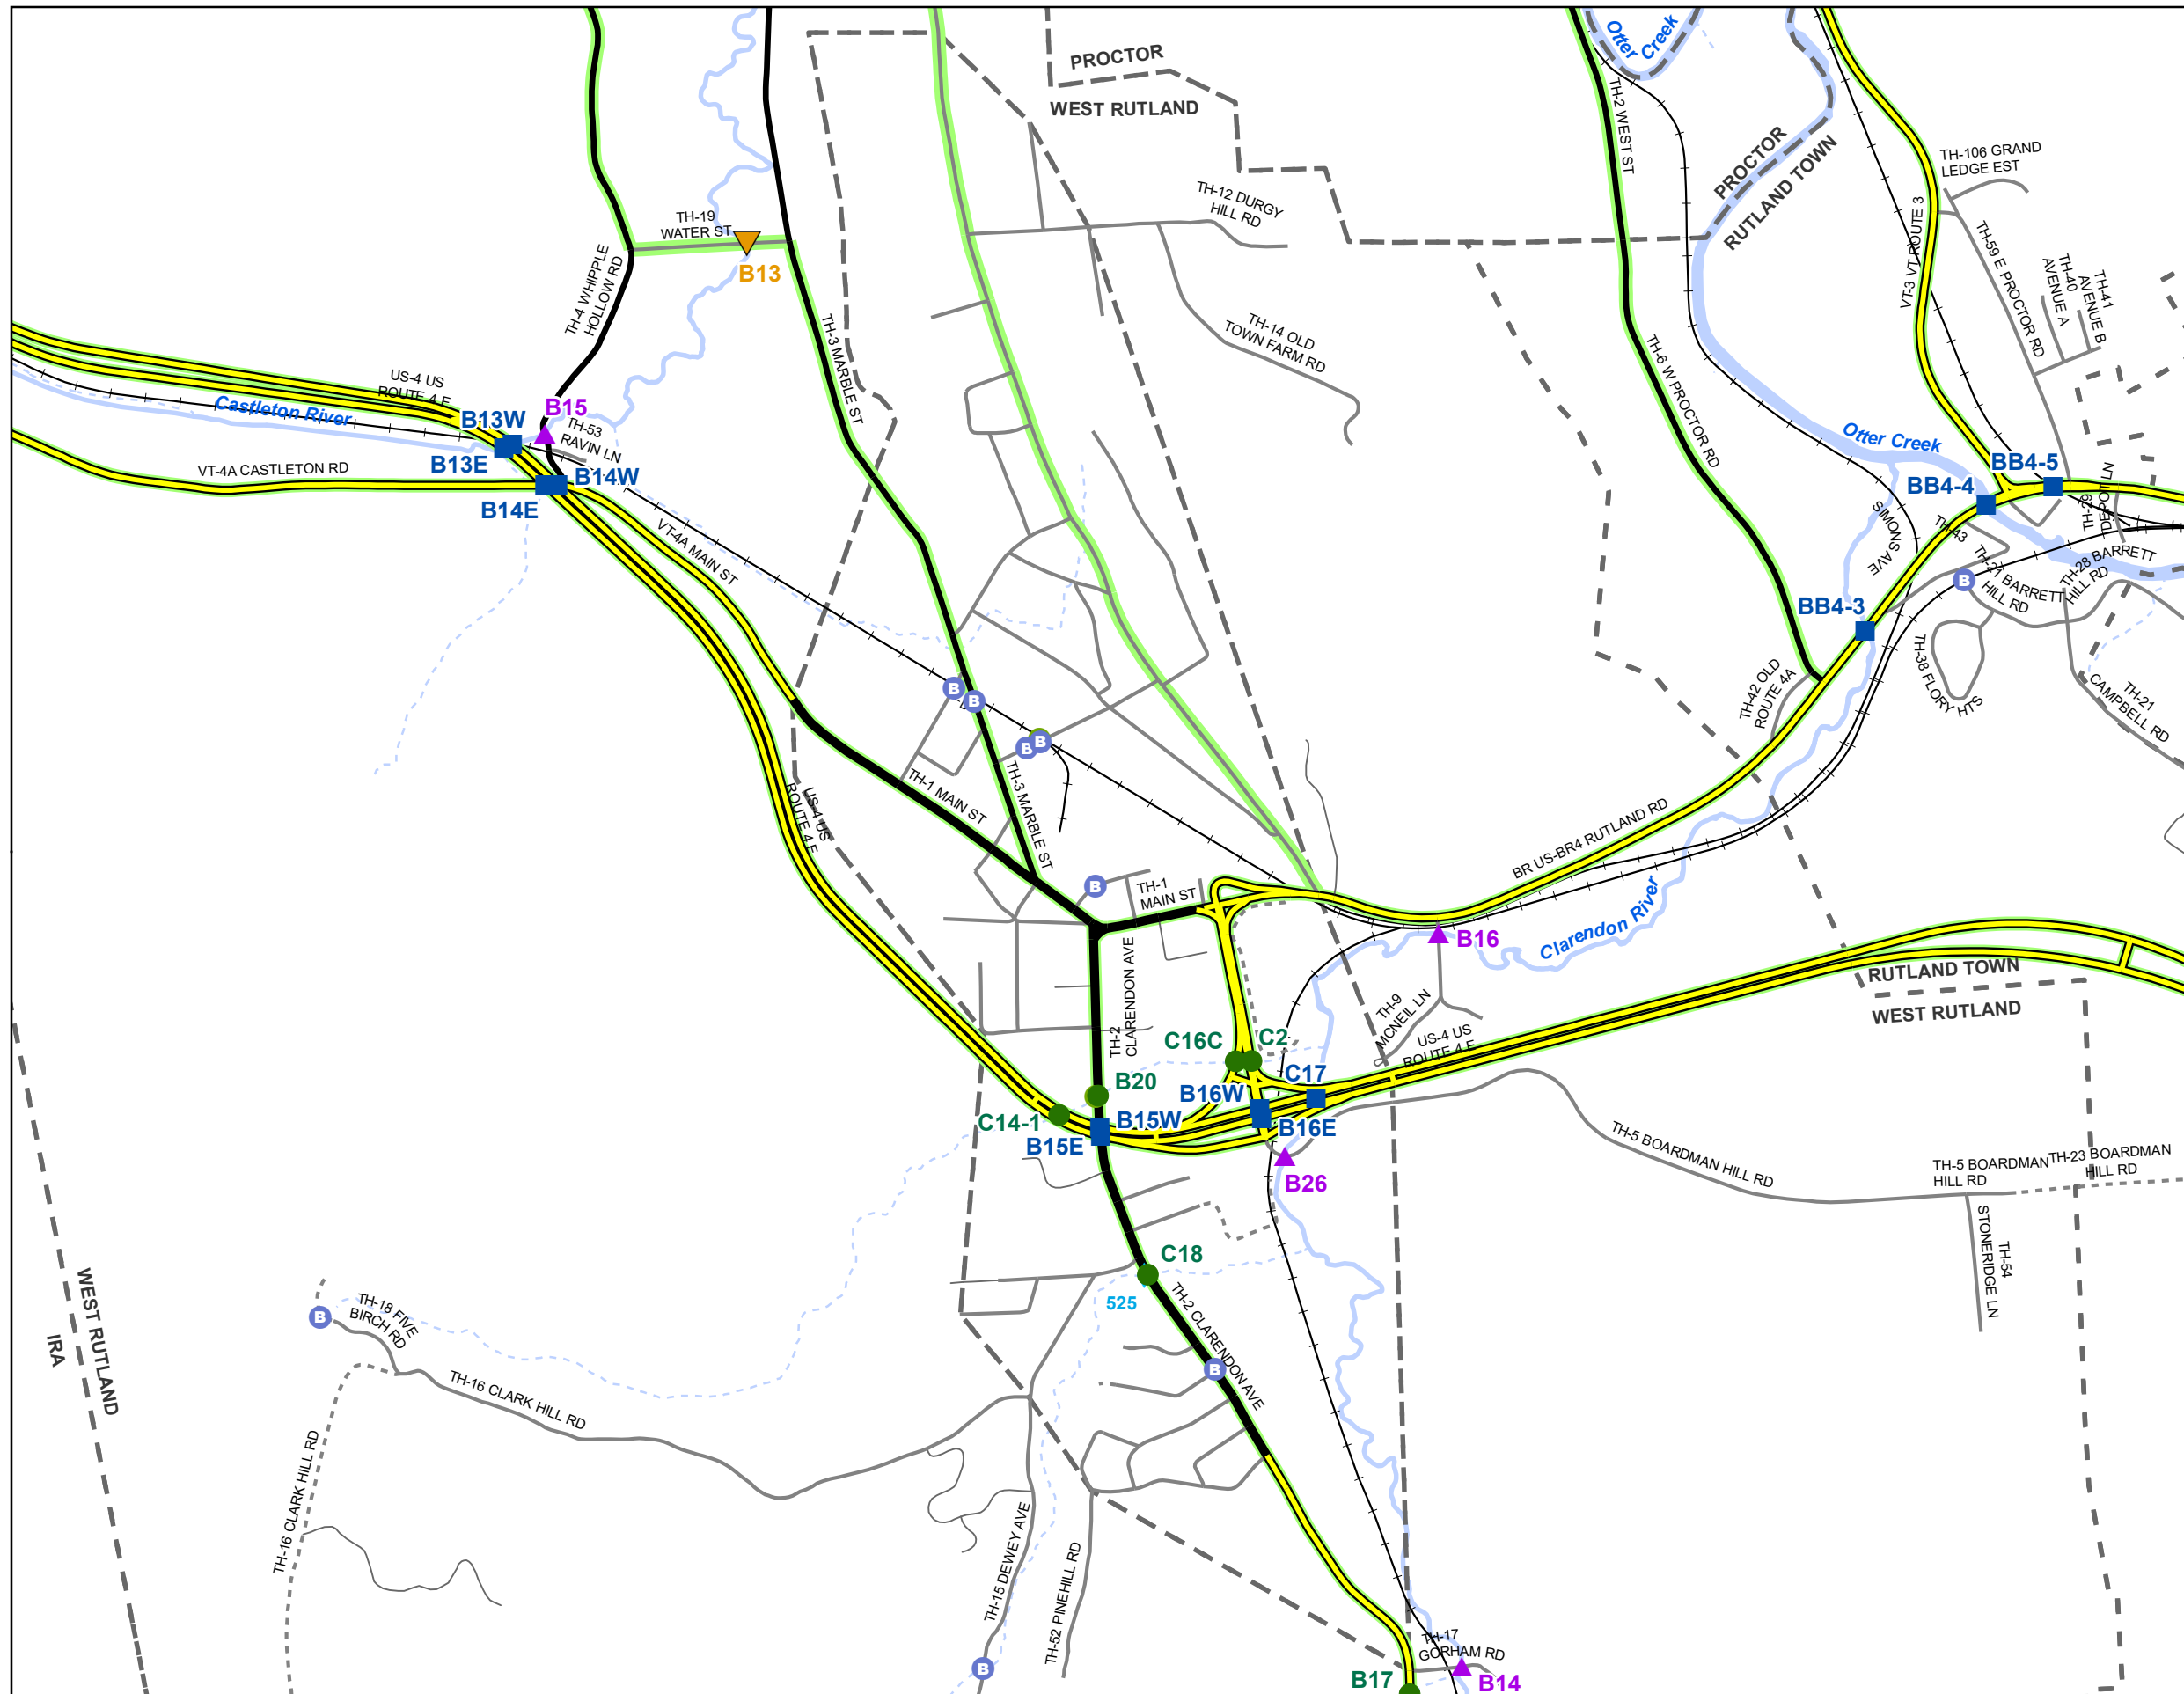 Otter
Creek
PROCTOR
WEST RUTLAND
TH-2 WEST ST
PROCTOR
RUTLAND TOWN
TH-106 GRAND
LEDGE EST
TH-12 DURGY
HILL RD
TH-19
WATER ST
B13
TH-4 WHIPPLE
HOLLOW RD
VT-3 VT ROUTE 3
TH-59 E PROCTOR RD
TH-40
AVENUE A
TH-41
AVENUE B
TH-3 MARBLE ST
TH-14 OLD
TOWN FARM RD
TH-6 W PROCTOR RD
US-4 US
ROUTE 4 E
Castleton River
B15
B13W
TH-53
RAVIN LN
B13E
B14W
B14E
VT-4A CASTLETON RD
VT-4A MAIN ST
Otter Creek
BB4-5
BB4-4
TH-29
DEPOT LN
SIMONS AVE
TH-43
TH-28 BARRETT
HILL RD
TH-21 BARRETT
HILL RD
B
BB4-3
TH-38 FLORY HTS
TH-42 OLD
ROUTE 4A
TH-21
CAMPBELL RD
B
B
B
B
US-4 US
ROUTE 4 E
TH-1 MAIN ST
TH-3 MARBLE ST
BR US-BR4 RUTLAND RD
B
TH-1
MAIN ST
Clarendon River
B16
TH-2
CLARENDON AVE
RUTLAND TOWN
WEST RUTLAND
TH-9
MCNEIL LN
US-4 US
ROUTE 4 E
C16C
C2
C17
B20
B16W
C14-1
B15W
B15E
B16E
B26
TH-5 BOARDMAN HILL RD
TH-5 BOARDMAN
HILL RD
TH-23 BOARDMAN
HILL RD
TH-54
STONERIDGE LN
C18
525
TH-2 CLARENDON AVE
B
WEST RUTLAND
IRA
B
TH-18 FIVE
BIRCH RD
TH-16 CLARK HILL RD
TH-16 CLARK HILL RD
TH-15 DEWEY AVE
TH-52 PINEHILL RD
B
TH-17
GORHAM RD
B17
B14